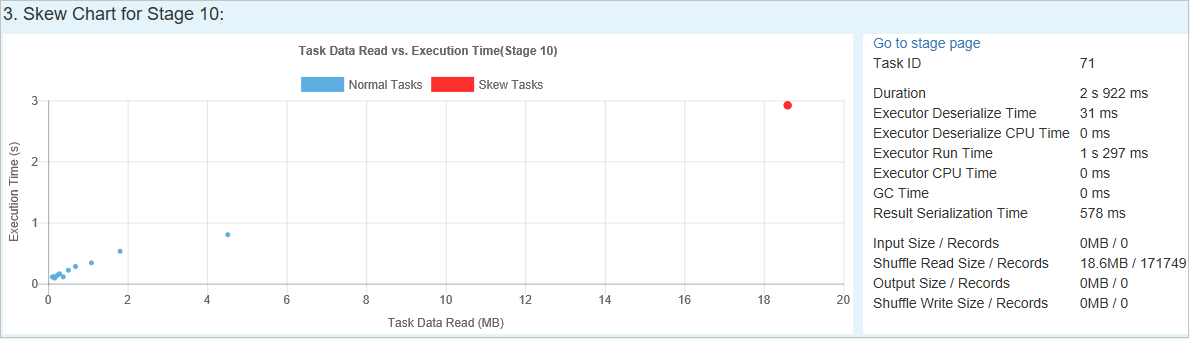 3. Skew Chart for Stage 10:
Task Data Read vs. Execution Time(Stage 10)
Normal Tasks Skew Tasks
Execution Time (s)
3
2
1
0
0 2 4 6 8 10 12 14 16 18 20
Task Data Read (MB)
Go to stage page
Task ID 71
Duration 2 s 922 ms
Executor Deserialize Time 31 ms
Executor Deserialize CPU Time 0 ms
Executor Run Time 1 s 297 ms
Executor CPU Time 0 ms
GC Time 0 ms
Result Serialization Time 578 ms
Input Size / Records 0MB / 0
Shuffle Read Size / Records 18.6MB / 171749
Output Size / Records 0MB / 0
Shuffle Write Size / Records 0MB / 0